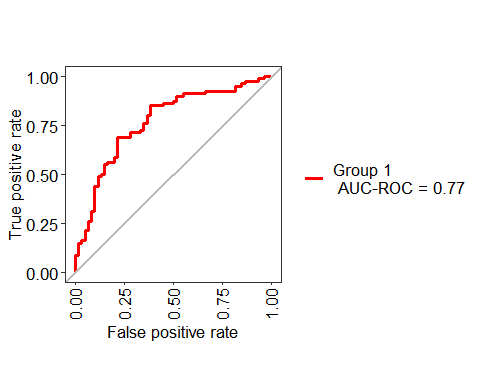 True positive rate
1.00
0.75
0.50
0.25
0.00
0.00
0.25
0.50
0.75
1.00
False positive rate
Group 1
AUC-ROC = 0.77